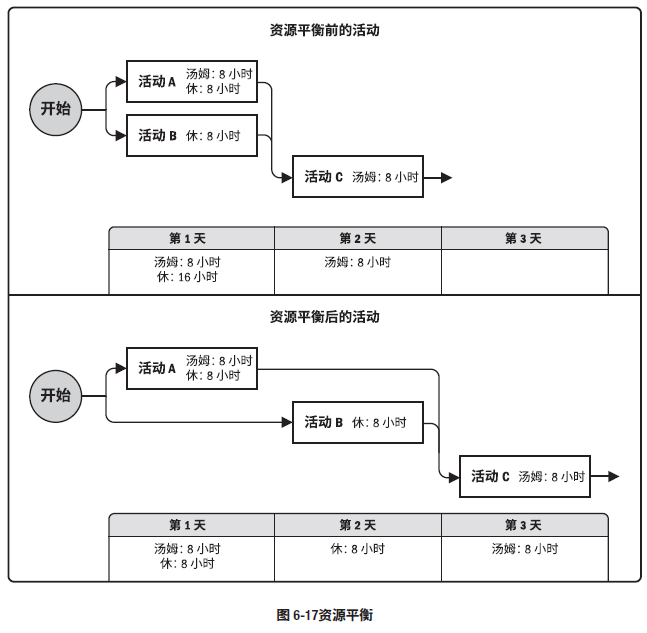 资源平衡前的活动
开始
活动 A 汤姆：8 小时
休：8 小时
活动 B 休：8 小时
活动 C 汤姆：8 小时
第 1 天 第 2 天 第 3 天
汤姆：8 小时 汤姆：8 小时
休：16 小时
资源平衡后的活动
开始
活动 A 汤姆：8 小时
休：8 小时
活动 B 休：8 小时
活动 C 汤姆：8 小时
第 1 天 第 2 天 第 3 天
汤姆：8 小时 休：8 小时 汤姆：8 小时
休：8 小时
图 6-17资源平衡